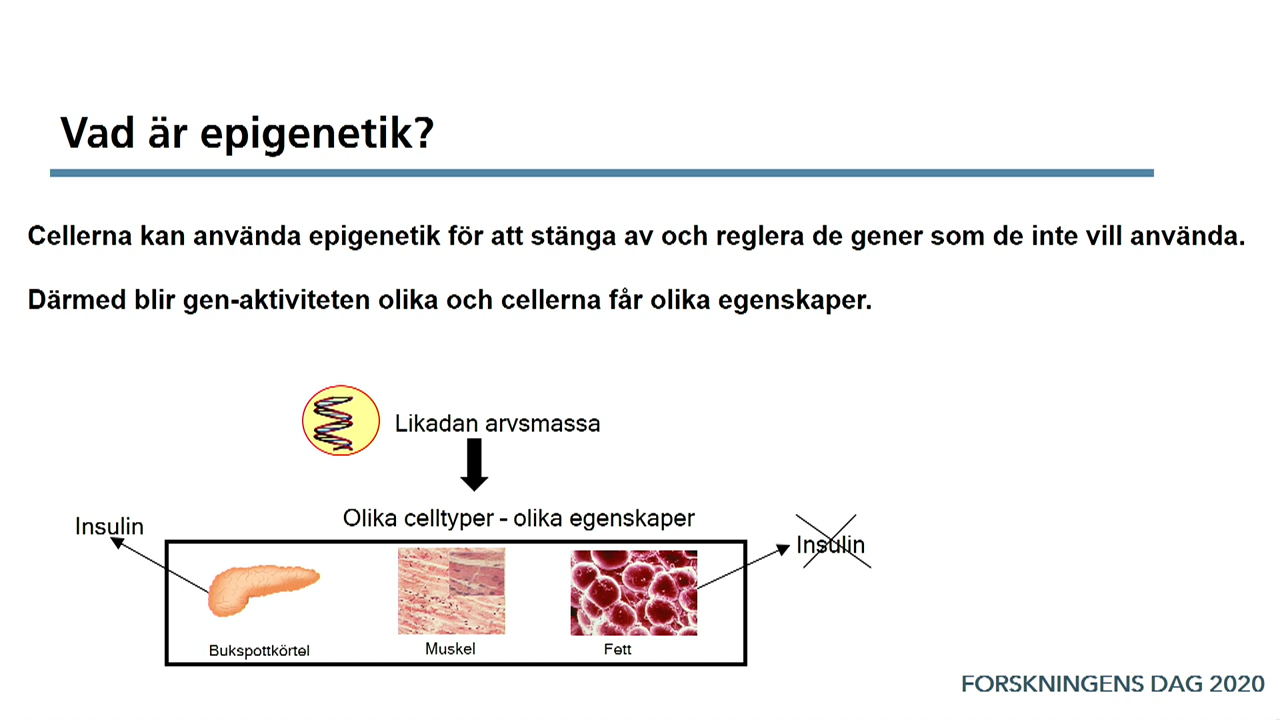 Vad är epigenetik?
Cellerna kan använda epigenetik för att stänga av och reglera de gener som de inte vill använda.
Därmed blir gen-aktiviteten olika och cellerna får olika egenskaper.
Likadan arvsmassa
Olika celltyper - olika egenskaper
Insulin
Insulin
Bukspottkörtel
Muskel
Fett
FORSKNINGENS DAG 2020